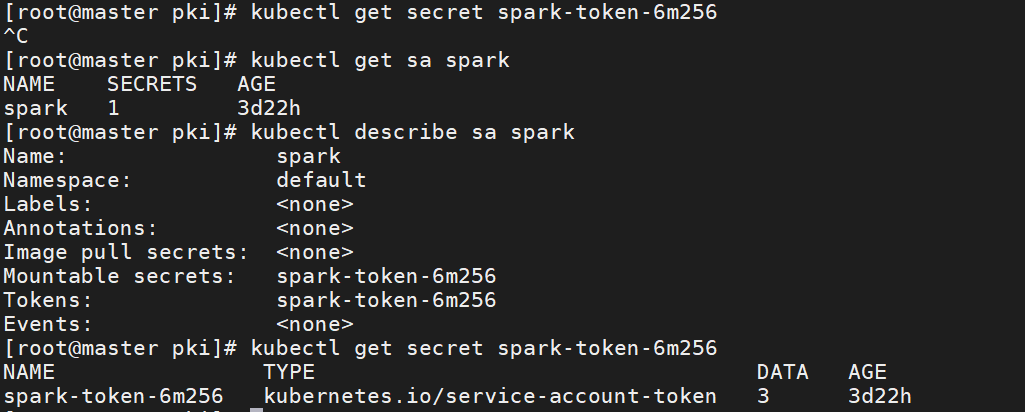 [root@master pki]# kubectl get secret spark-token-6m256
^C
[root@master pki]# kubectl get sa spark
NAME    SECRETS   AGE
spark   1         3d22h
[root@master pki]# kubectl describe sa spark
Name:                spark
Namespace:           default
Labels:              <none>
Annotations:         <none>
Image pull secrets:  <none>
Mountable secrets:   spark-token-6m256
Tokens:              spark-token-6m256
Events:              <none>
[root@master pki]# kubectl get secret spark-token-6m256
NAME                TYPE                                  DATA   AGE
spark-token-6m256   kubernetes.io/service-account-token   3      3d22h